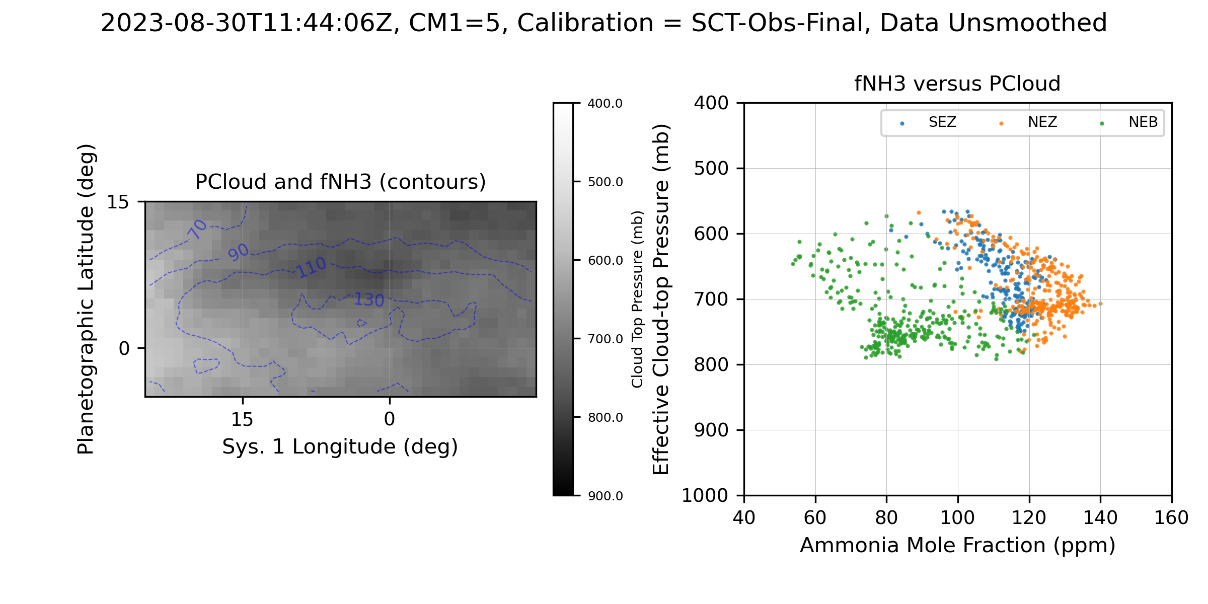 2023-08-30T11:44:06Z, CM1=5, Calibration = SCT-Obs-Final, Data Unsmoothed
PCloud and fNH3 (contours)
Planetographic Latitude (deg)
15
0
70
90
110
130
15
0
Sys. 1 Longitude (deg)
400.0
500.0
600.0
700.0
800.0
900.0
Cloud Top Pressure (mb)
fNH3 versus PCloud
SEZ
NEZ
NEB
Effective Cloud-top Pressure (mb)
400
500
600
700
800
900
1000
40
60
80
100
120
140
160
Ammonia Mole Fraction (ppm)